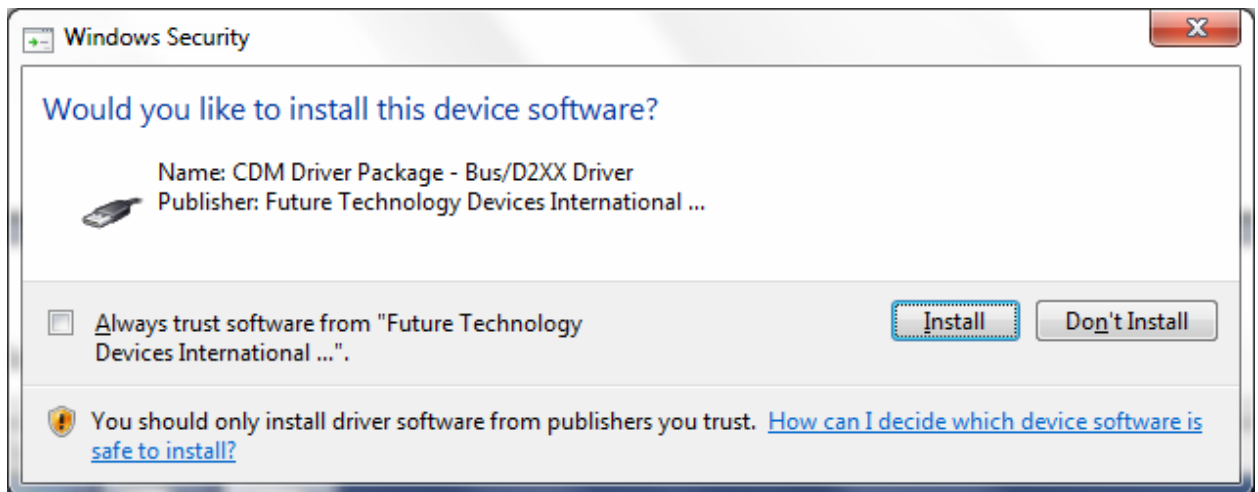 Windows Security
Would you like to install this device software?
Name: CDM Driver Package - Bus/D2XX Driver
Publisher: Future Technology Devices International ...
Always trust software from "Future Technology
Devices International ...".
Install
Don't Install
You should only install driver software from publishers you trust. How can I decide which device software is
safe to install?